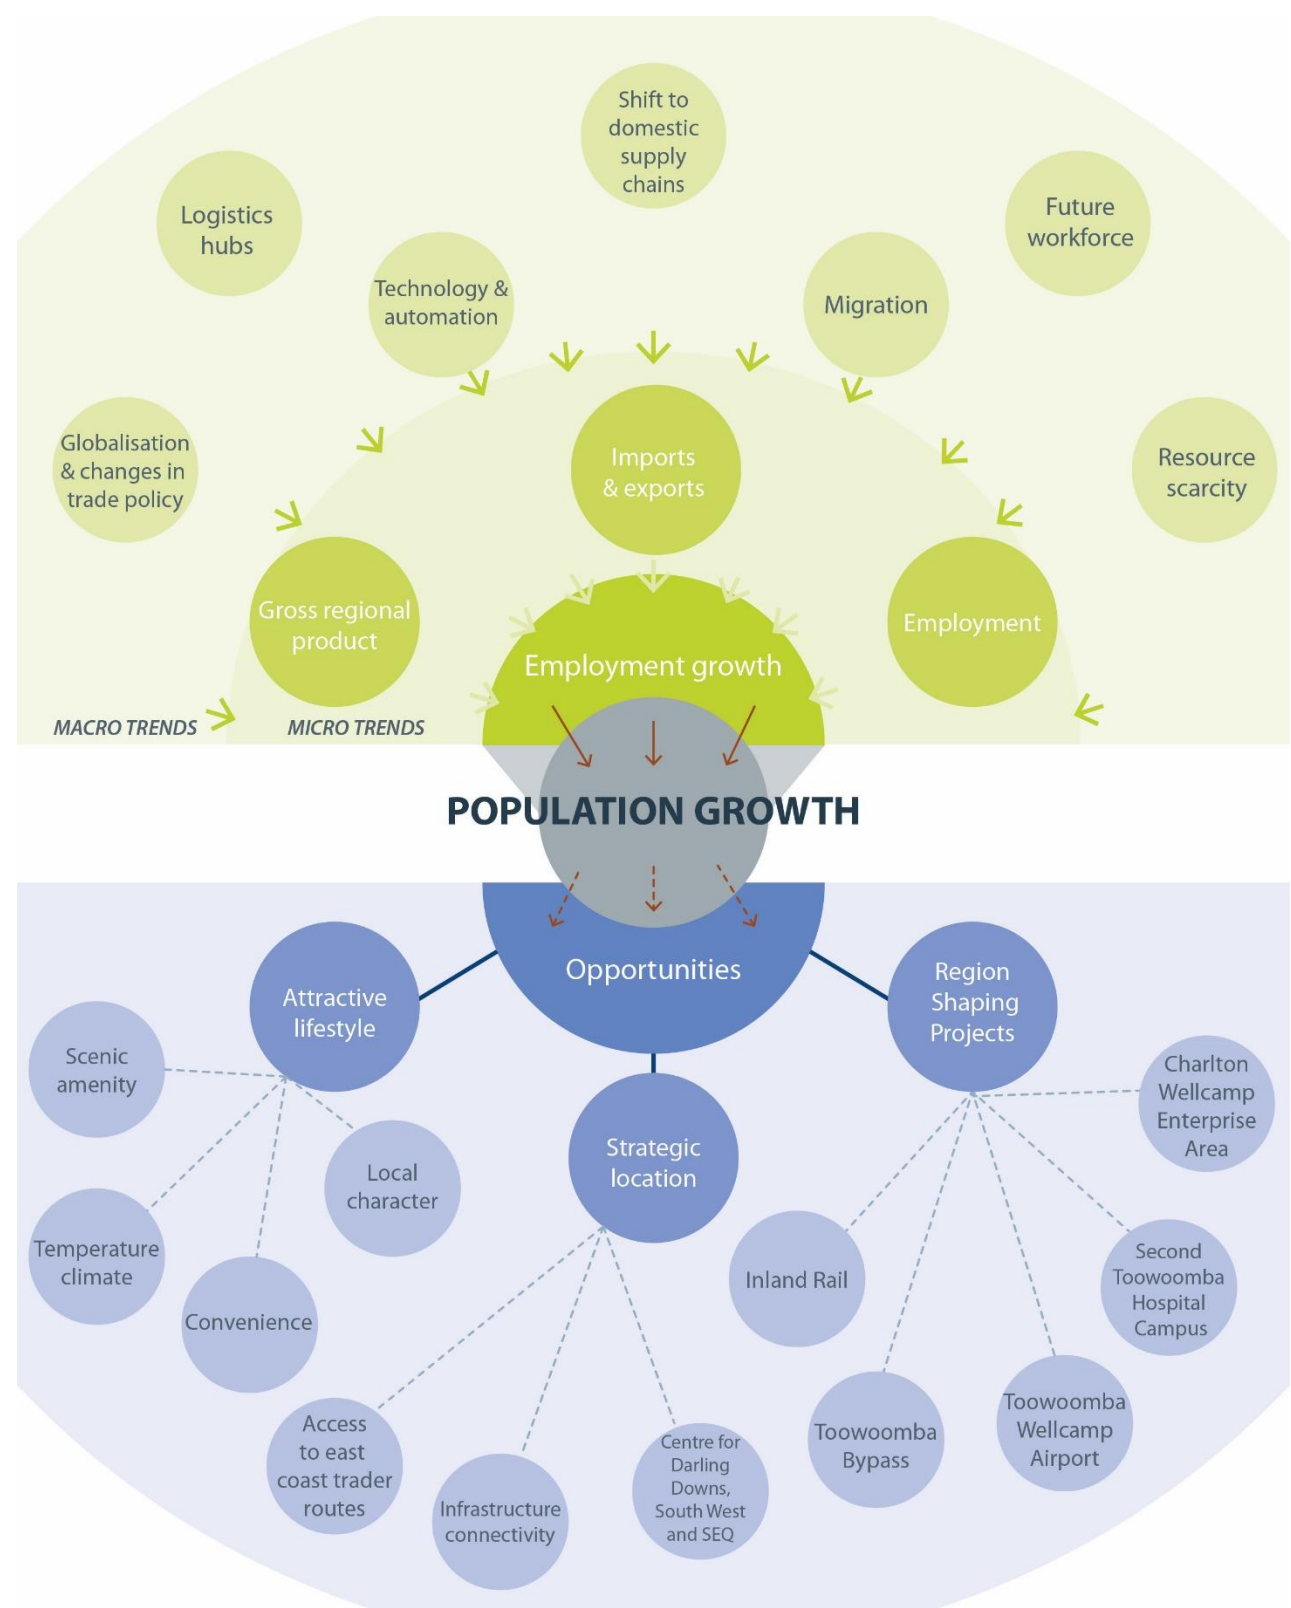 Shift to
domestic
supply
chains
Logistics
hubs
Future
workforce
Technology &
automation
Migration
Globalisation
& changes in
trade policy
Imports
& exports
Resource
scarcity
Gross regional
product
Employment
Employment growth
MACRO TRENDS
MICRO TRENDS
POPULATION GROWTH
Opportunities
Attractive
lifestyle
Region
Shaping
Projects
Scenic
amenity
Charlton
Wellcamp
Enterprise
Area
Strategic
location
Local
character
Temperature
climate
Convenience
Inland Rail
Second
Toowoomba
Hospital
Campus
Access
to east
coast trader
routes
Infrastructure
connectivity
Centre for
Darling
Downs,
South West
and SEQ
Toowoomba
Bypass
Toowoomba
Wellcamp
Airport